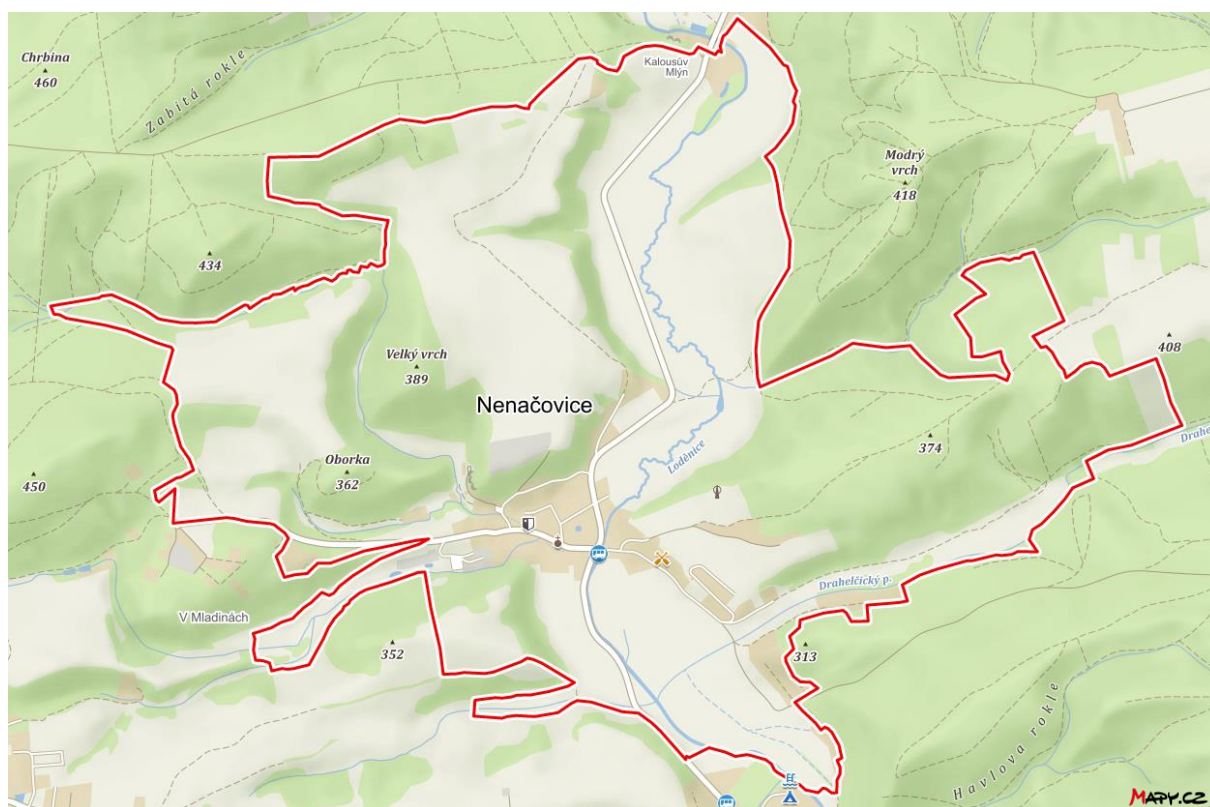 Chrbina
460
Zabitá rokle
Kalousův
Mlýn
Modrý
vrch
418
434
Velký vrch
389
408
Nenačovice
374
Oborka
362
450
Loděnice
Drahe
Drahelčický p.
V Mladinách
352
313
Havlova rokle
MAPY.CZ